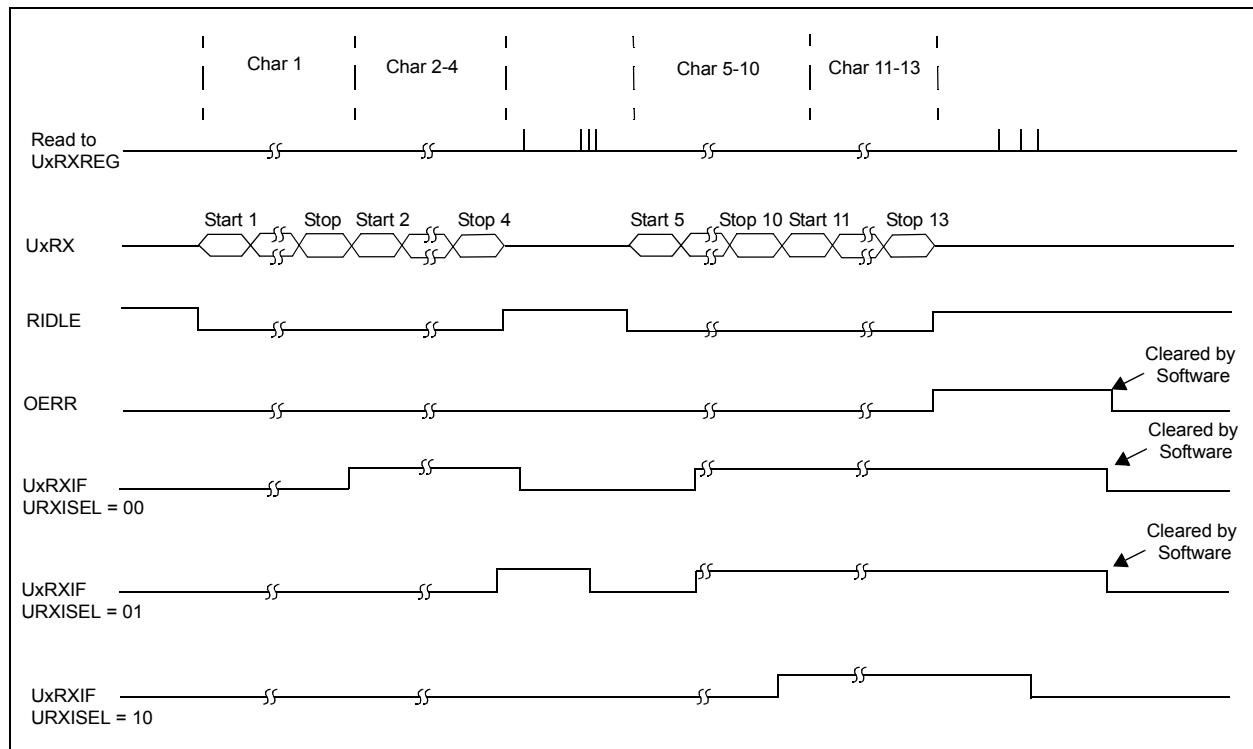 Char 1
Char 2-4
Char 5-10
Char 11-13
Read to
UxRXREG
Start 1
Stop
Start 2
Stop 4
Start 5
Stop 10
Start 11
Stop 13
UxRX
RIDLE
Cleared by
Software
OERR
Cleared by
Software
UxRXIF
URXISEL = 00
Cleared by
Software
UxRXIF
URXISEL = 01
UxRXIF
URXISEL = 10